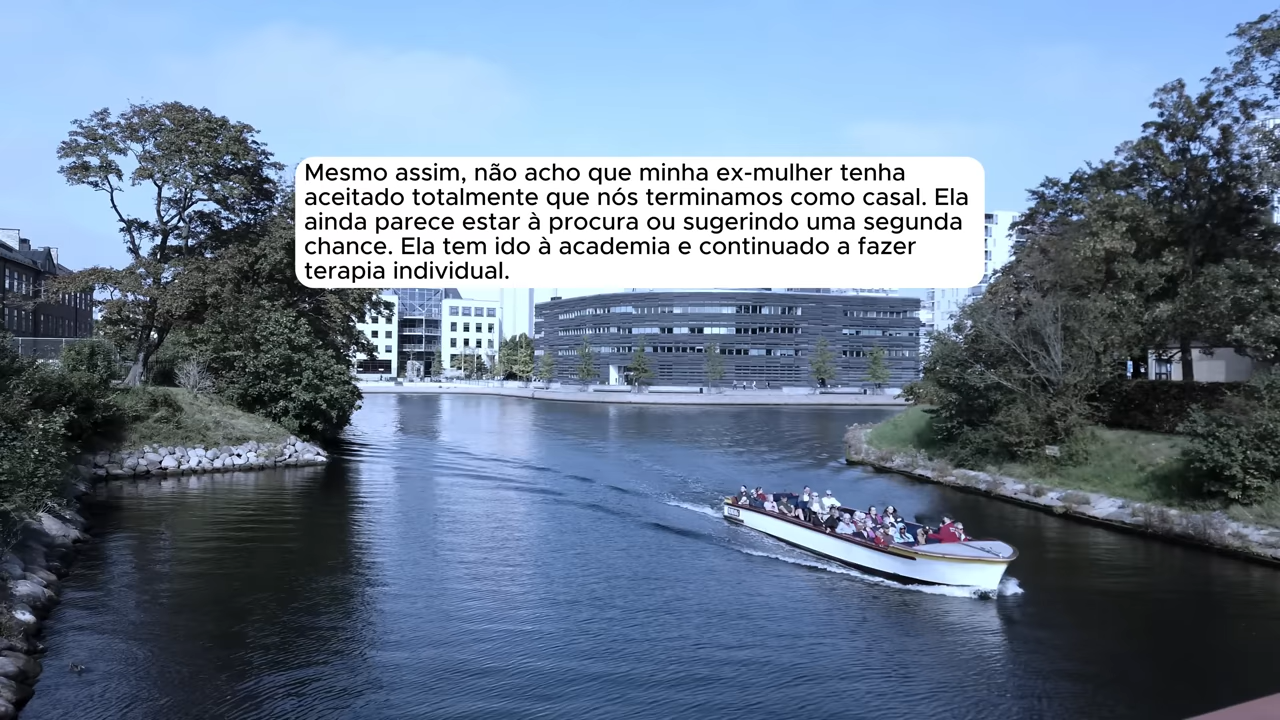 Mesmo assim, não acho que minha ex-mulher tenha
aceitado totalmente que nós terminamos como casal. Ela
ainda parece estar à procura ou sugerindo uma segunda
chance. Ela tem ido à academia e continuado a fazer
terapia individual.